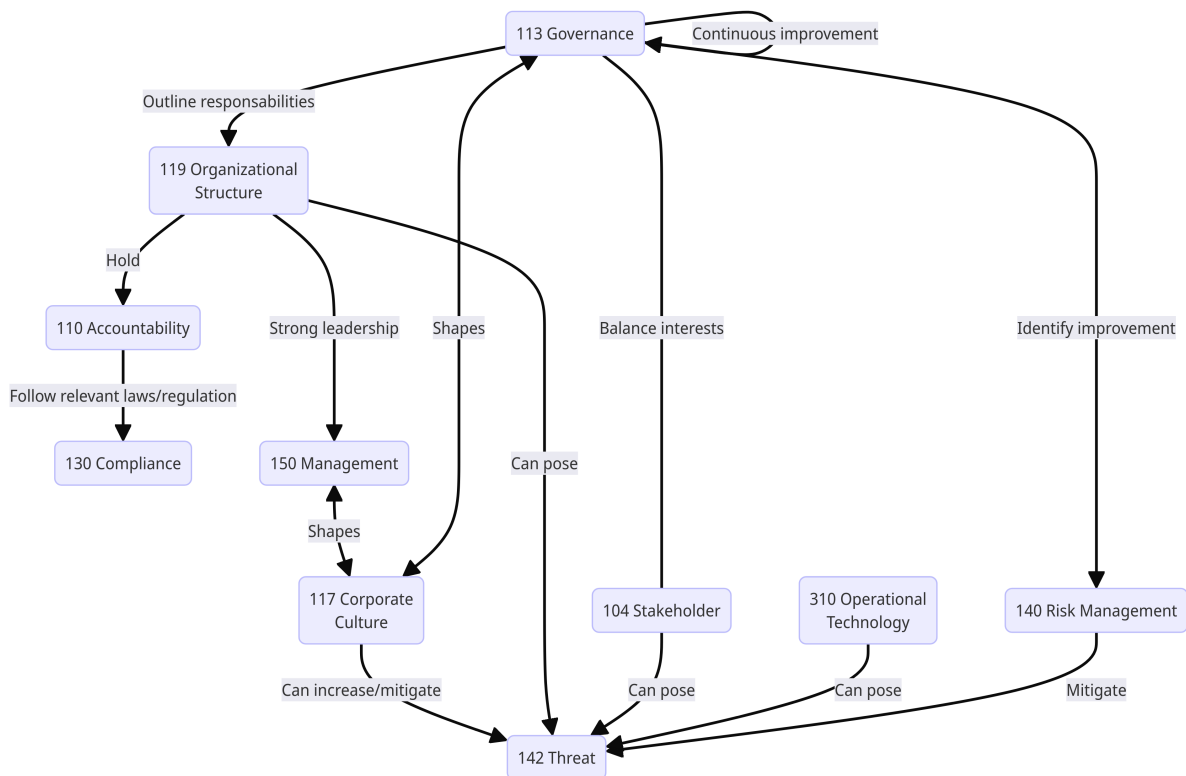 113 Governance
Continuous improvement
Outline responsabilities
119 Organizational
Structure
Hold
110 Accountability
Strong leadership
Shapes
Balance interests
Identify improvement
Follow relevant laws/regulation
130 Compliance
150 Management
Can pose
Shapes
117 Corporate
Culture
104 Stakeholder
310 Operational
Technology
140 Risk Management
Can increase/mitigate
Can pose
Can pose
Mitigate
142 Threat